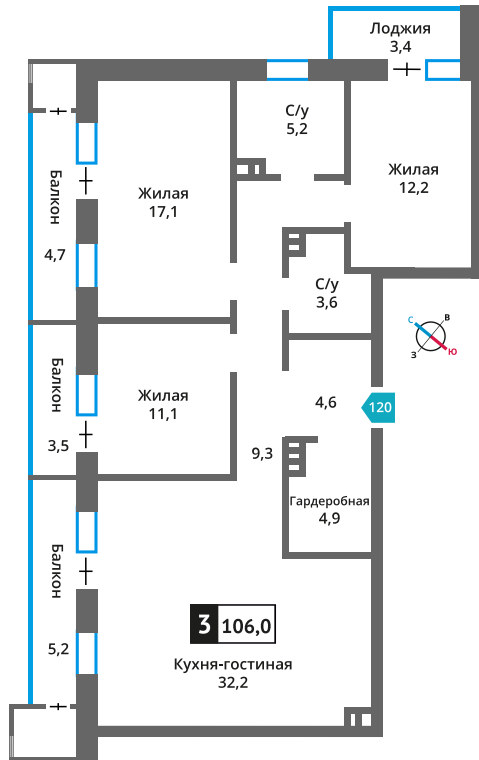 Лоджия
3,4
С/у
5,2
Жилая
12,2
Жилая
17,1
Балкон
4,7
С/у
3,6
С
В
З
Ю
Балкон
3,5
Жилая
11,1
4,6
120
9,3
Гардеробная
4,9
Балкон
5,2
3 106,0
Кухня-гостиная
32,2